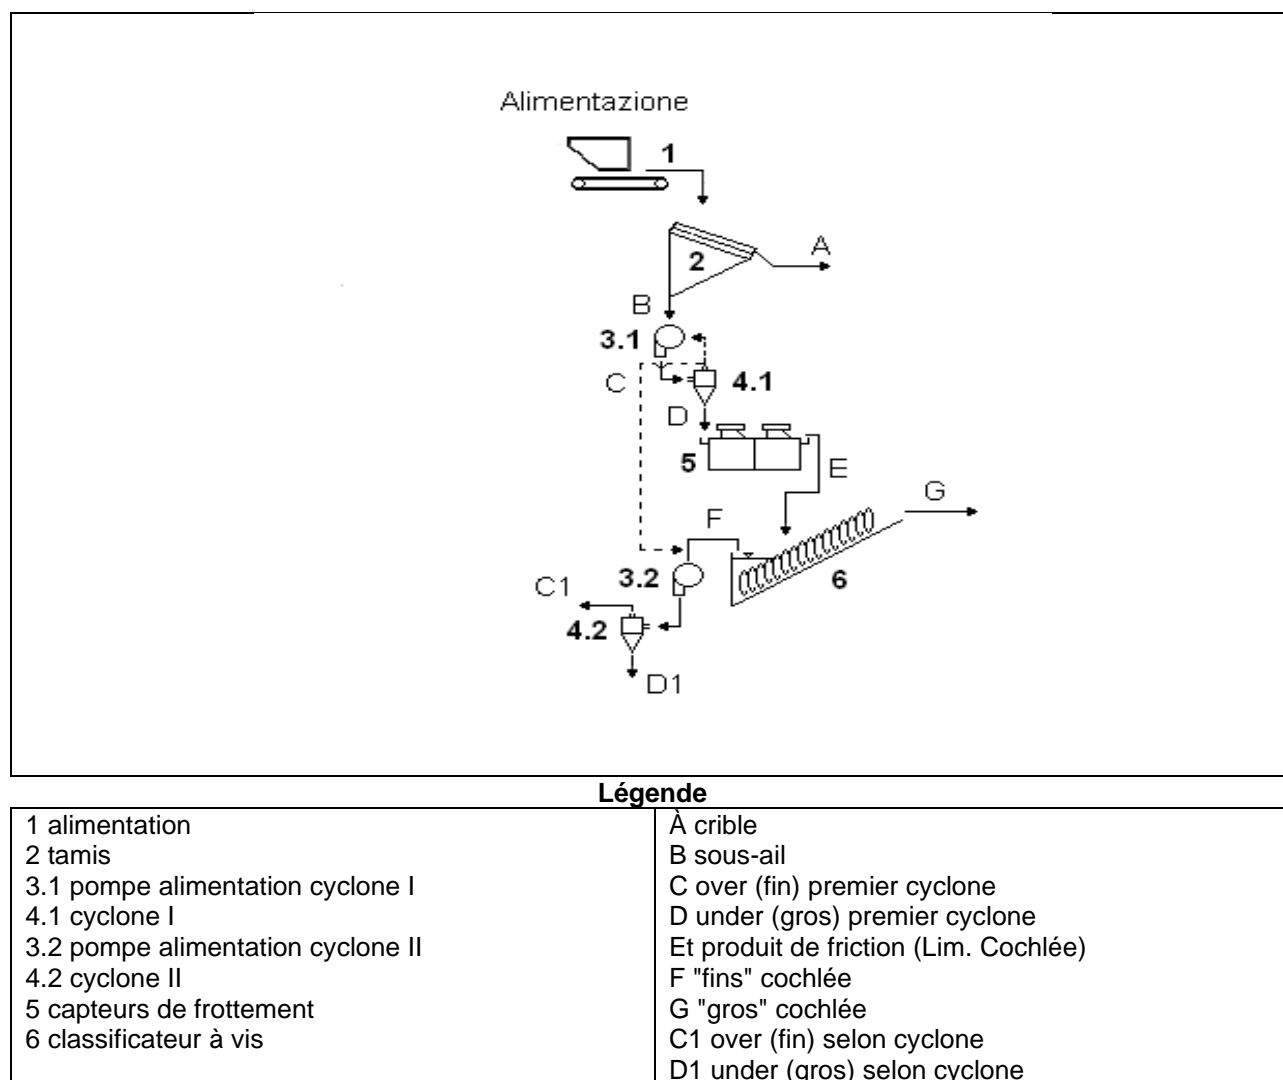 Alimentazione
1
A
2
B
3.1
C
4.1
D
5
E
G
F
3.2
6
C1
4.2
D1
Légende
1 alimentation
2 tamis
3.1 pompe alimentation cyclone I
4.1 cyclone I
3.2 pompe alimentation cyclone II
4.2 cyclone II
5 capteurs de frottement
6 classificateur à vis
À crible
B sous-ail
C over (fin) premier cyclone
D under (gros) premier cyclone
Et produit de friction (Lim. Cochlée)
F "fins" cochlée
G "gros" cochlée
C1 over (fin) selon cyclone
D1 under (gros) selon cyclone